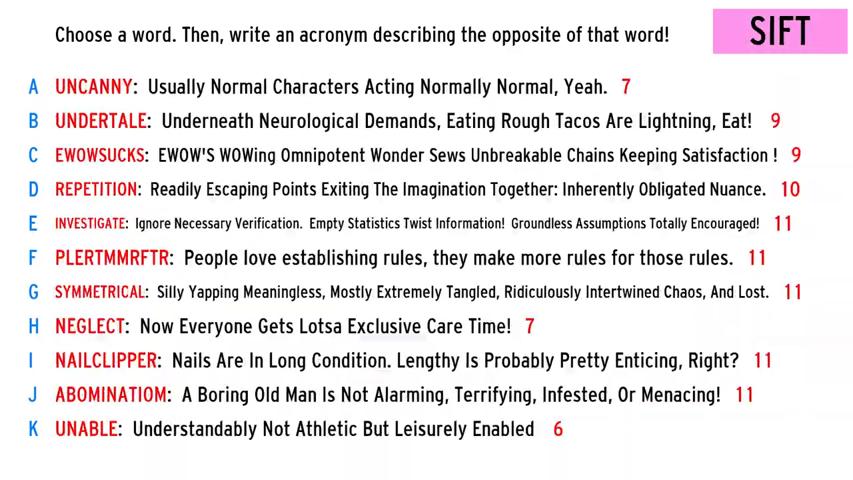 Choose a word. Then, write an acronym describing the opposite of that word!
SIFT
A UNCANNY: Usually Normal Characters Acting Normally Normal, Yeah. 7
B UNDERTALE: Underneath Neurological Demands, Eating Rough Tacos Are Lightning, Eat! 9
C EWOWSUCKS: EWOW'S WOWing Omnipotent Wonder Sews Unbreakable Chains Keeping Satisfaction ! 9
D REPETITION: Readily Escaping Points Exiting The Imagination Together: Inherently Obligated Nuance. 10
E INVESTIGATE: Ignore Necessary Verification. Empty Statistics Twist Information! Groundless Assumptions Totally Encouraged! 11
F PLERTMMRFTR: People love establishing rules, they make more rules for those rules. 11
G SYMMETRICAL: Silly Yapping Meaningless, Mostly Extremely Tangled, Ridiculously Intertwined Chaos, And Lost. 11
H NEGLECT: Now Everyone Gets Lotsa Exclusive Care Time! 7
I NAILCLIPPER: Nails Are In Long Condition. Lengthy Is Probably Pretty Enticing, Right? 11
J ABOMINATIOM: A Boring Old Man Is Not Alarming, Terrifying, Infested, Or Menacing! 11
K UNABLE: Understandably Not Athletic But Leisurely Enabled 6